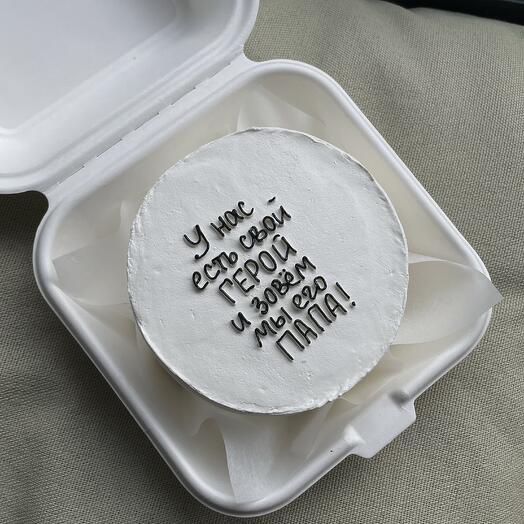 У нас
есть свой
ГЕРОЙ
и зовём
мы его
ПАПА!